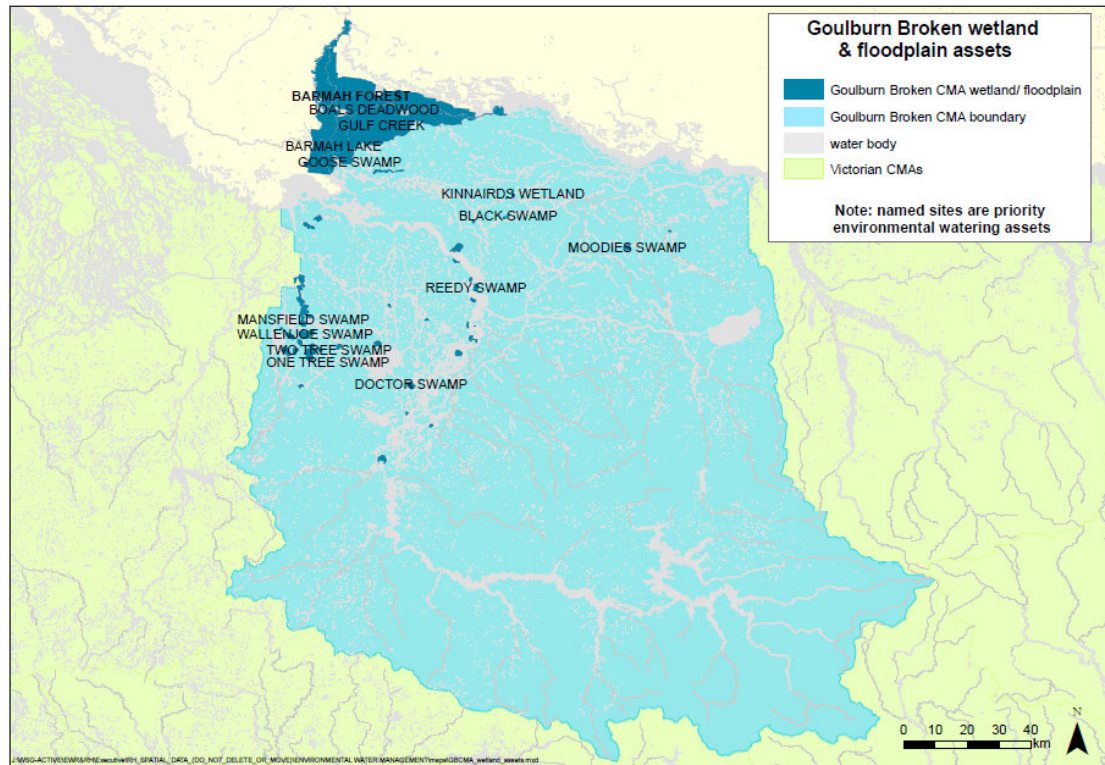 Goulburn Broken wetland
& floodplain assets
Goulburn Broken CMA wetland/ floodplain
Goulburn Broken CMA boundary
water body
Victorian CMAs
Note: named sites are priority
environmental watering assets
BARMAH FOREST
BOALS DEADWOOD
GULF CREEK
BARMAH LAKE
GOOSE SWAMP
KINNAIRDS WETLAND
BLACK SWAMP
MOODIES SWAMP
REEDY SWAMP
MANSFIELD SWAMP
WALLENJOE SWAMP
TWO TREE SWAMP
ONE TREE SWAMP
DOCTOR SWAMP
N
0 10 20 30 40
km